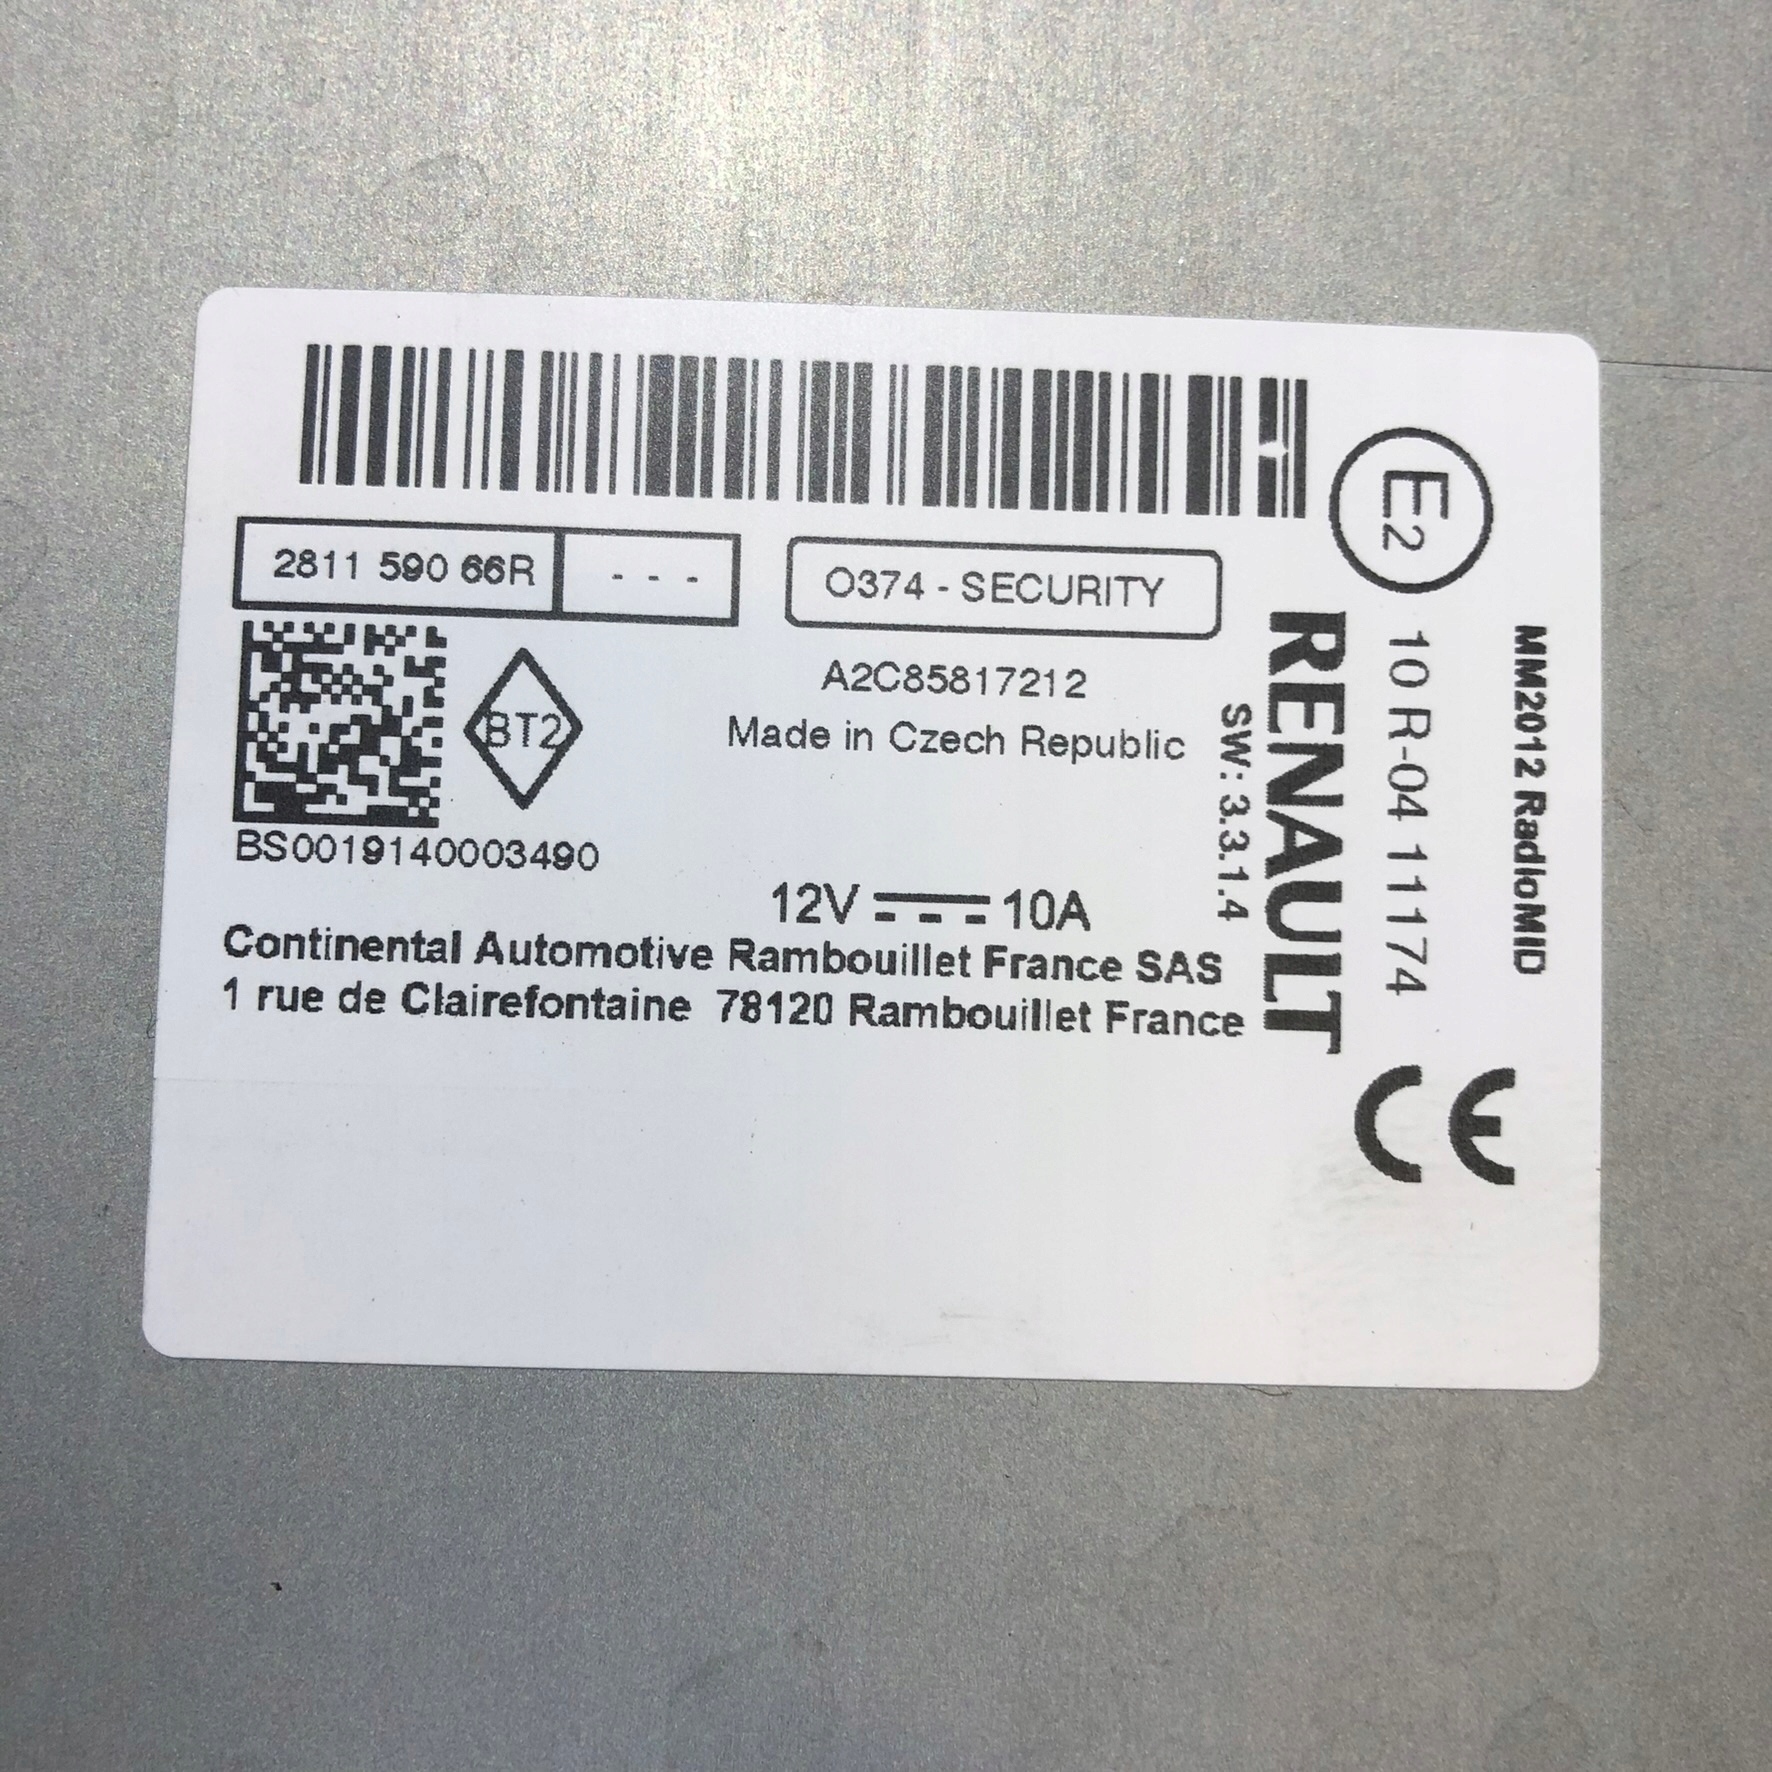 2811 590 66R
- - -
O374 - SECURITY
BT2
A2C85817212
Made in Czech Republic
BS0019140003490
12V 10A
Continental Automotive Rambouillet France SAS
1 rue de Clairefontaine 78120 Rambouillet France
SW: 3.3.1.4
RENAULT
E2
10 R-04 11174
CE
MM2012 RadioMID